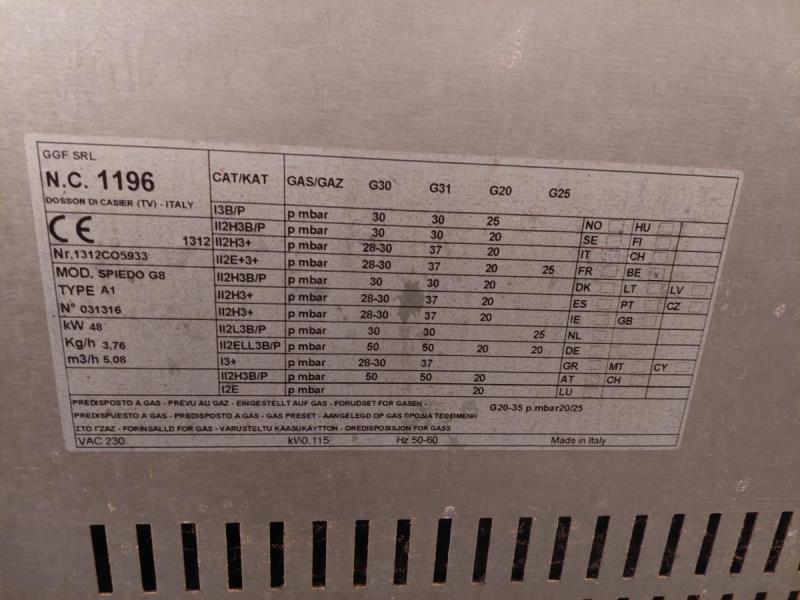 GGF SRL
N.C. 1196
DOSSON DI CASIER (TV) - ITALY
CE 1312
Nr.1312CO5933
MOD. SPIEDO G8
TYPE A1
N° 031316
kW 48
Kg/h 3,76
m3/h 5,08
CAT/KAT GAS/GAZ G30 G31 G20 G25
I3B/P p mbar 30 30 25 NO HU
II2H3B/P p mbar 30 30 20 SE FI
II2H3+ p mbar 28-30 37 20 IT CH
II2E+3+ p mbar 28-30 37 20 25 FR BE x
II2H3B/P p mbar 30 30 20 DK LT LV
II2H3+ p mbar 28-30 37 20 ES PT CZ
II2H3+ p mbar 28-30 37 20 IE GB
II2L3B/P p mbar 30 30 25 NL
II2ELL3B/P p mbar 50 50 20 20 DE
I3+ p mbar 28-30 37 GR MT CY
II2H3B/P p mbar 50 50 20 AT CH
I2E p mbar 20 LU
PREDISPOSTO A GAS - PRÉVU AU GAZ - EINGESTELLT AUF GAS - FORUDSET FOR GASEN -
PREDISPUESTO A GAS - PREDISPOSTO A GAS - GAS PRESET - AANGELEGD OP GAS ΠΡΟΔΙΑ ΤΕΘΕΙΜΕΝΗ
ΣΤΟ ΓΖΑΖ - FORINSALLD FOR GAS - VARUSTELTU KAASUKÄYTTÖN - OREDISPOSISJON FOR GASS
G20-35 p.mbar20/25
VAC 230 kW0.115 Hz 50-60 Made in Italy